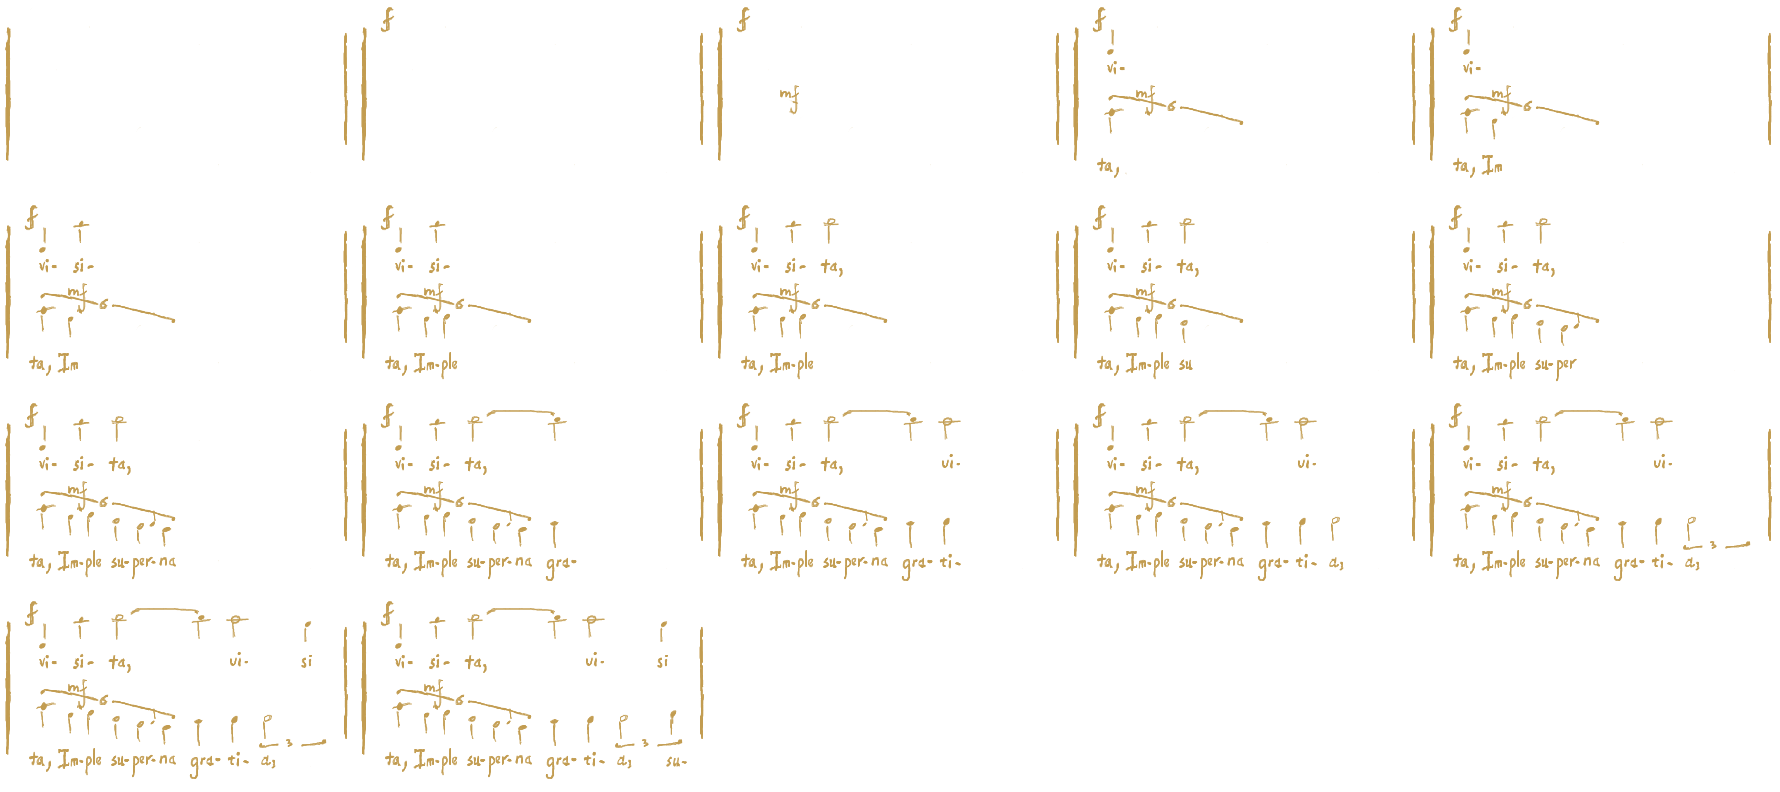 f f f f
vi- vi-
mf mf 6 mf 6
ta, ta, Im
f f f f f
vi- si- vi- si- vi- si- ta, vi- si- ta, vi- si- ta,
mf 6 mf 6 mf 6 mf 6 mf 6
ta, Im ta, Im-ple ta, Im-ple ta, Im-ple su ta, Im-ple su-per
f f f f f
vi- si- ta, vi- si- ta, vi- si- ta, vi- vi- si- ta, vi- vi- si- ta, vi-
mf 6 mf 6 mf 6 mf 6 mf 6
3
ta, Im-ple su-per-na ta, Im-ple su-per-na gra- ta, Im-ple su-per-na gra-ti- ta, Im-ple su-per-na gra-ti-a, ta, Im-ple su-per-na gra-ti-a,
f f
vi- si- ta, vi- si vi- si- ta, vi- si
mf 6 mf 6
3 3
ta, Im-ple su-per-na gra-ti-a, ta, Im-ple su-per-na gra-ti-a, su-